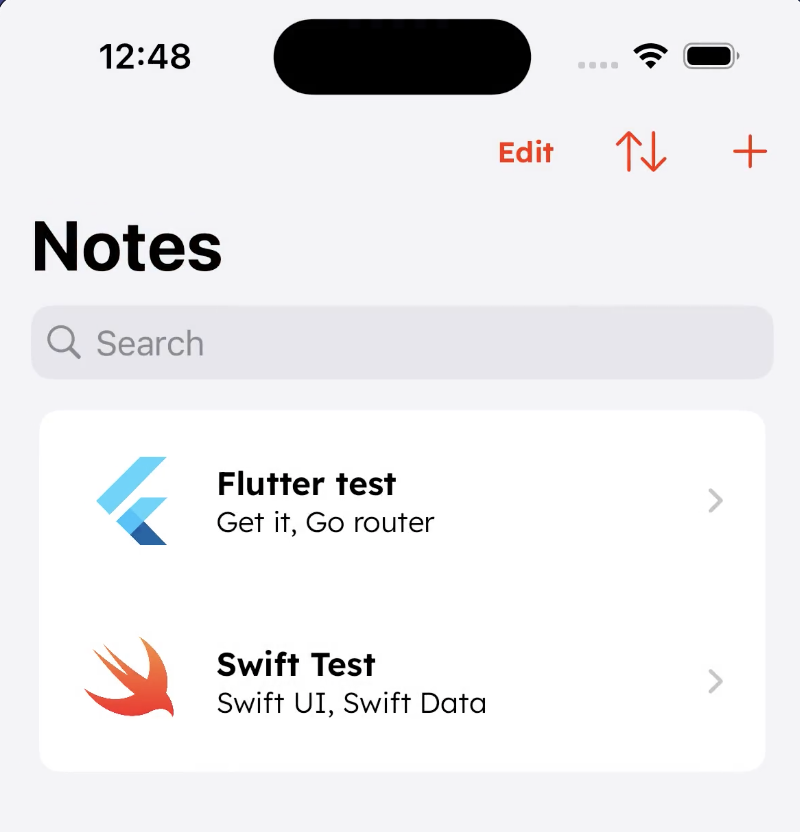 12:48
Edit
Notes
Search
Flutter test
Get it, Go router
Swift Test
Swift UI, Swift Data